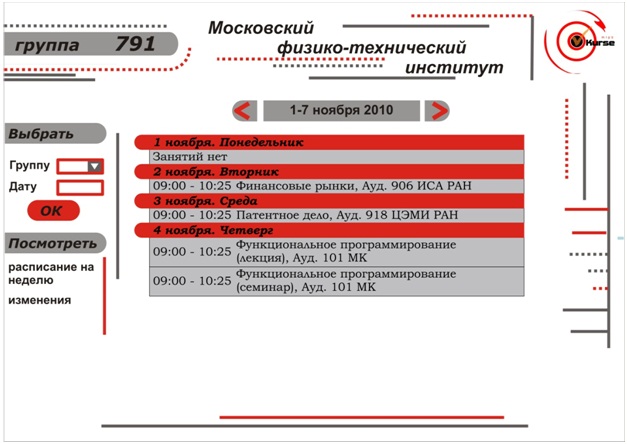 группа 791
Московский
физико-технический
институт
Kurse
1-7 ноября 2010
Выбрать
Группу
Дату
OK
Посмотреть
расписание на
неделю
изменения
1 ноября. Понедельник
Занятий нет
2 ноября. Вторник
09:00 - 10:25 Финансовые рынки, Ауд. 906 ИСА РАН
3 ноября. Среда
09:00 - 10:25 Патентное дело, Ауд. 918 ЦЭМИ РАН
4 ноября. Четверг
09:00 - 10:25 Функциональное программирование
(лекция), Ауд. 101 МК
09:00 - 10:25 Функциональное программирование
(семинар), Ауд. 101 МК